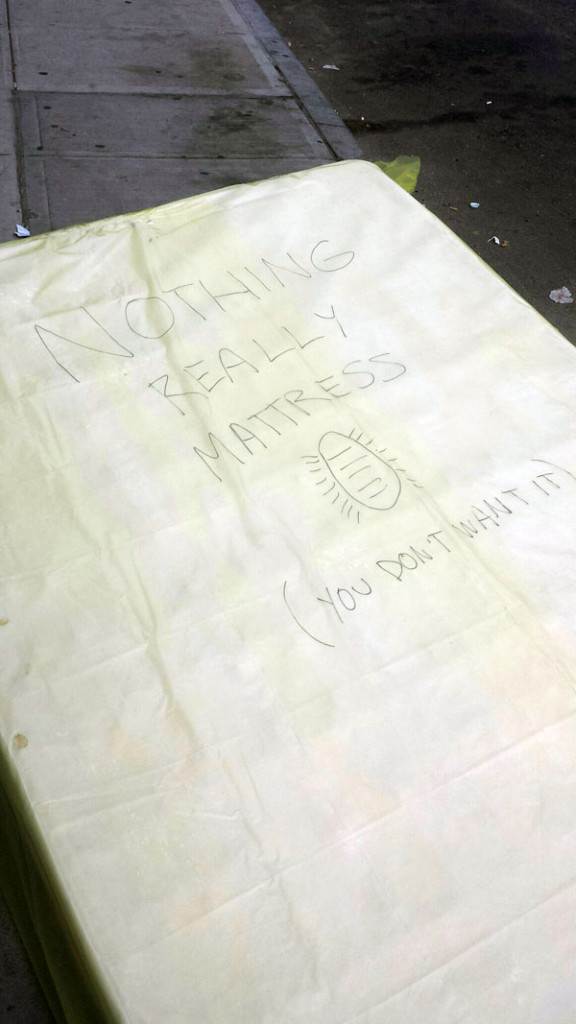 NOTHING
REALLY
MATTRESS
(YOU DON'T WANT IT)